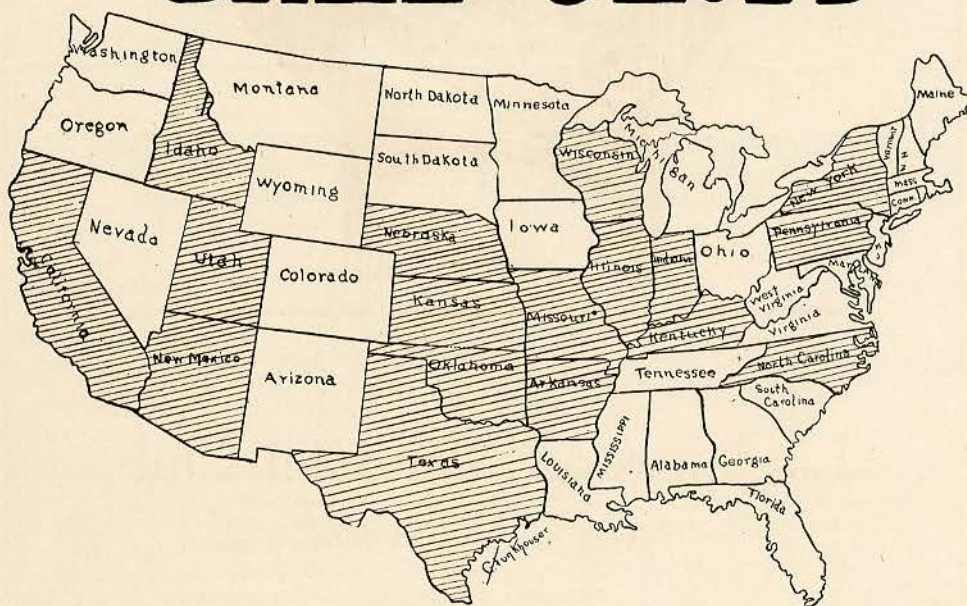 Washington
Montana
North Dakota
Minnesota
Maine
Oregon
Idaho
South Dakota
Wisconsin
Michigan
Vermont
N H
New York
Mass
Conn
Wyoming
Nevada
Utah
Colorado
Nebraska
Iowa
Illinois
Indiana
Ohio
Pennsylvania
N J
Maryland
West
Virginia
Virginia
California
Kansas
Missouri*
Kentucky
New Mexico
Arizona
Oklahoma
Arkansas
Tennessee
North Carolina
South
Carolina
Texas
Louisiana
Mississippi
Alabama
Georgia
Florida